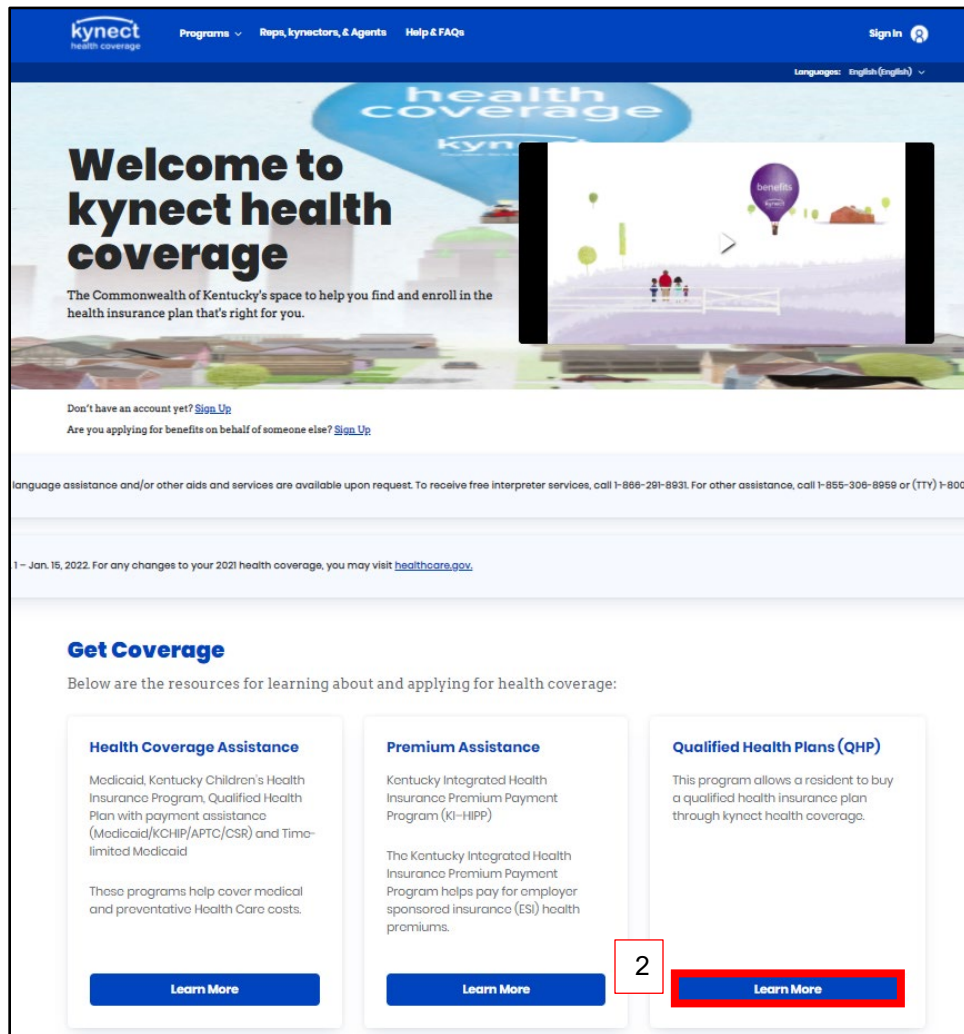 kynect
health coverage
Programs
Reps, kynectors, & Agents
Help & FAQs
Sign In
Languages: English (English)
health
coverage
kyn
Welcome to
kynect health
coverage
The Commonwealth of Kentucky's space to help you find and enroll in the
health insurance plan that's right for you.
benefits
kynect
Don't have an account yet? Sign Up
Are you applying for benefits on behalf of someone else? Sign Up
language assistance and/or other aids and services are available upon request. To receive free interpreter services, call 1-866-291-8931. For other assistance, call 1-855-306-8959 or (TTY) 1-800
1 – Jan. 15, 2022. For any changes to your 2021 health coverage, you may visit healthcare.gov.
Get Coverage
Below are the resources for learning about and applying for health coverage:
Health Coverage Assistance
Medicaid, Kentucky Children's Health
Insurance Program, Qualified Health
Plan with payment assistance
(Medicaid/KCHIP/APTC/CSR) and Time-
limited Medicaid
These programs help cover medical
and preventative Health Care costs.
Learn More
Premium Assistance
Kentucky Integrated Health
Insurance Premium Payment
Program (KI-HIPP)
The Kentucky Integrated Health
Insurance Premium Payment
Program helps pay for employer
sponsored insurance (ESI) health
premiums.
Learn More
Qualified Health Plans (QHP)
This program allows a resident to buy
a qualified health insurance plan
through kynect health coverage.
2
Learn More